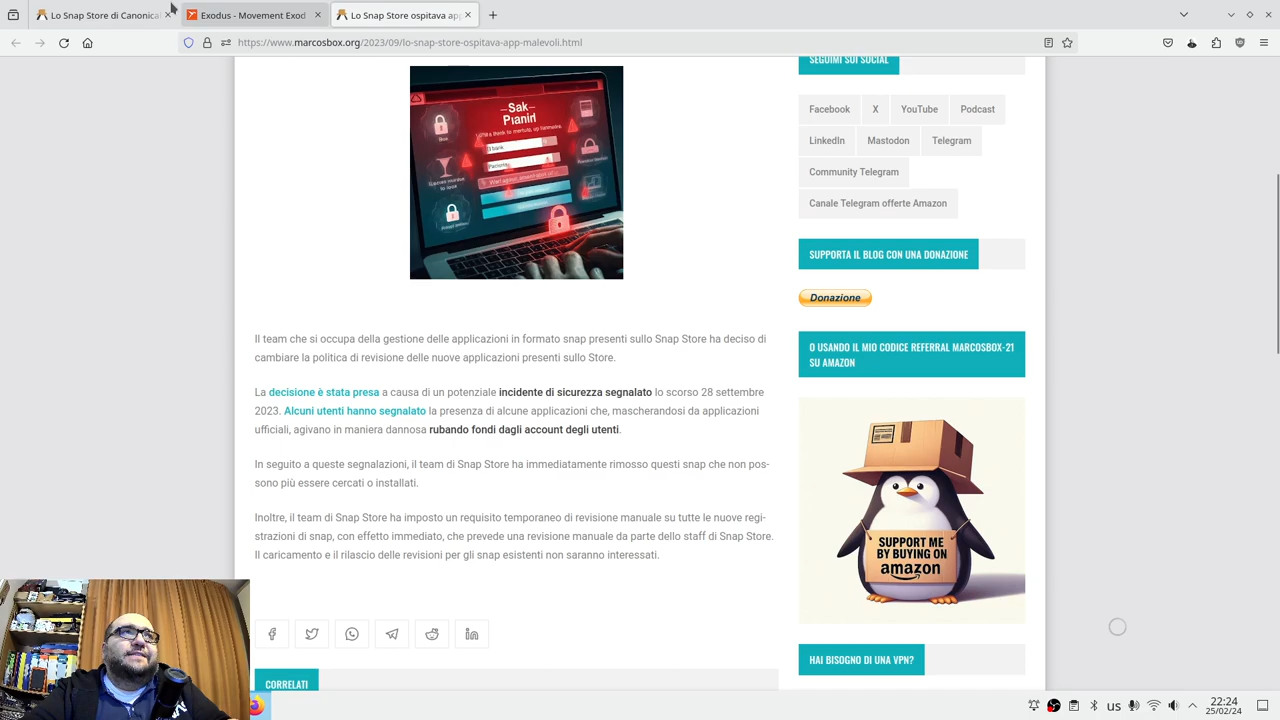 Lo Snap Store di Canonical
Exodus - Movement Exod
Lo Snap Store ospitava app
https://www.marcosbox.org/2023/09/lo-snap-store-ospitava-app-malevoli.html
Sak
Pianirl
SEGUIMI SUI SOCIAL
Facebook X YouTube Podcast
LinkedIn Mastodon Telegram
Community Telegram
Canale Telegram offerte Amazon
SUPPORTA IL BLOG CON UNA DONAZIONE
Donazione
O USANDO IL MIO CODICE REFERRAL MARCOSBOX-21
SU AMAZON
SUPPORT ME
BY BUYING ON
amazon
HAI BISOGNO DI UNA VPN?
Il team che si occupa della gestione delle applicazioni in formato snap presenti sullo Snap Store ha deciso di
cambiare la politica di revisione delle nuove applicazioni presenti sullo Store.
La decisione è stata presa a causa di un potenziale incidente di sicurezza segnalato lo scorso 28 settembre
2023. Alcuni utenti hanno segnalato la presenza di alcune applicazioni che, mascherandosi da applicazioni
ufficiali, agivano in maniera dannosa rubando fondi dagli account degli utenti.
In seguito a queste segnalazioni, il team di Snap Store ha immediatamente rimosso questi snap che non pos-
sono più essere cercati o installati.
Inoltre, il team di Snap Store ha imposto un requisito temporaneo di revisione manuale su tutte le nuove regi-
strazioni di snap, con effetto immediato, che prevede una revisione manuale da parte dello staff di Snap Store.
Il caricamento e il rilascio delle revisioni per gli snap esistenti non saranno interessati.
CORRELATI
us
22:24
25/02/24